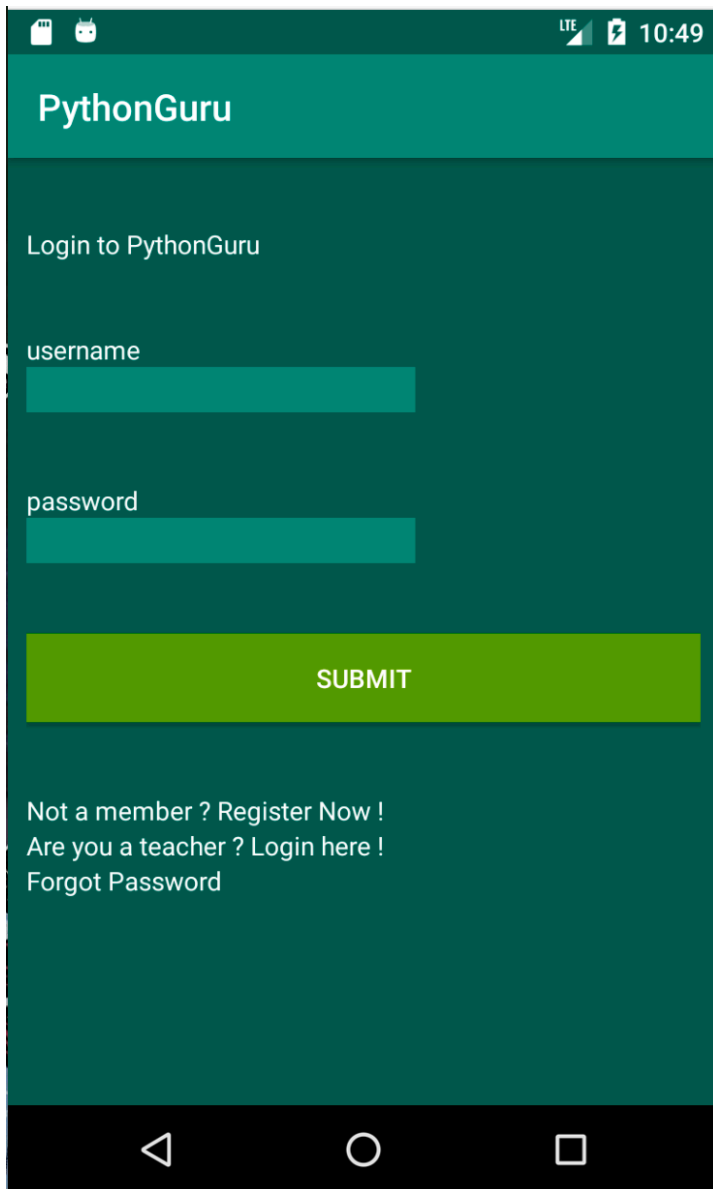 LTE 10:49
PythonGuru
Login to PythonGuru
username
password
SUBMIT
Not a member ? Register Now !
Are you a teacher ? Login here !
Forgot Password